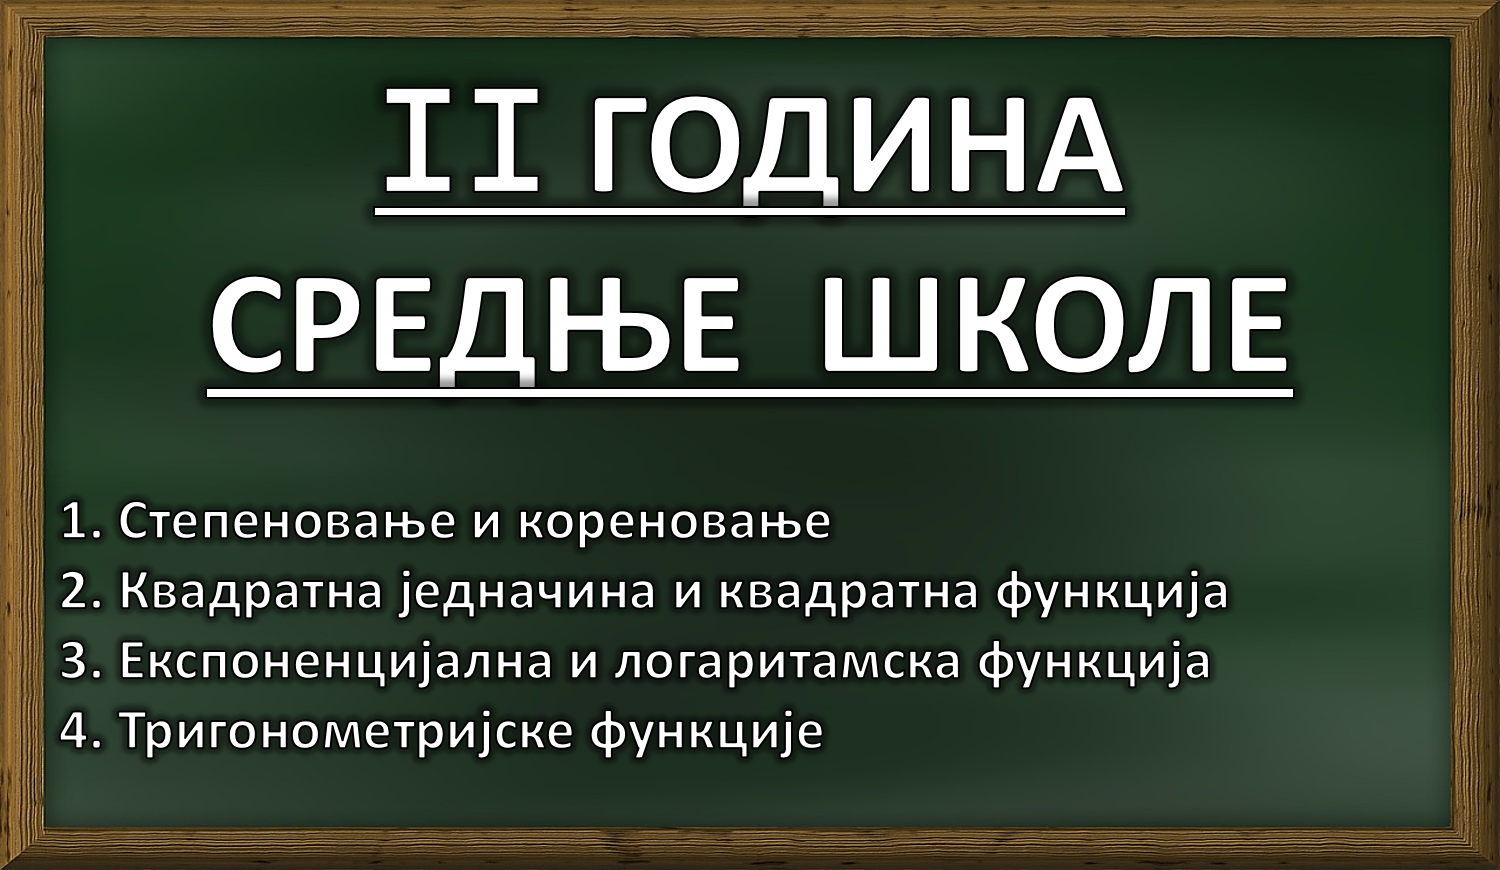 II ГОДИНА
СРЕДЊЕ ШКОЛЕ
1. Степеновање и кореновање
2. Квадратна једначина и квадратна функција
3. Експоненцијална и логаритамска функција
4. Тригонометријске функције